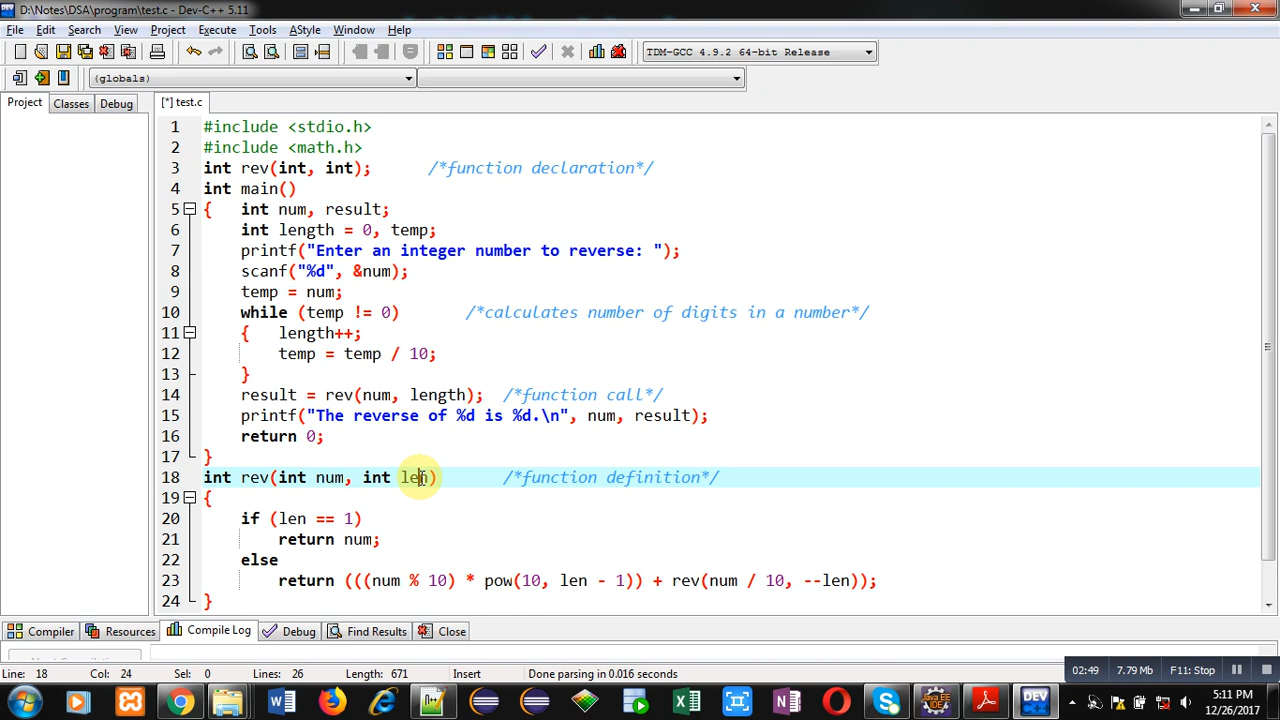 D:\Notes\DSA\program\test.c - Dev-C++ 5.11
File Edit Search View Project Execute Tools AStyle Window Help
TDM-GCC 4.9.2 64-bit Release
(globals)
Project Classes Debug [*] test.c
1 #include <stdio.h>
2 #include <math.h>
3 int rev(int, int); /*function declaration*/
4 int main()
5 { int num, result;
6 int length = 0, temp;
7 printf("Enter an integer number to reverse: ");
8 scanf("%d", &num);
9 temp = num;
10 while (temp != 0) /*calculates number of digits in a number*/
11 { length++;
12 temp = temp / 10;
13 }
14 result = rev(num, length); /*function call*/
15 printf("The reverse of %d is %d.\n", num, result);
16 return 0;
17 }
18 int rev(int num, int len) /*function definition*/
19 {
20 if (len == 1)
21 return num;
22 else
23 return (((num % 10) * pow(10, len - 1)) + rev(num / 10, --len));
24 }
Compiler Resources Compile Log Debug Find Results Close
Line: 18 Col: 24 Sel: 0 Lines: 26 Length: 671 Insert Done parsing in 0.016 seconds
02:49 7.79 Mb F11: Stop
5:11 PM
12/26/2017